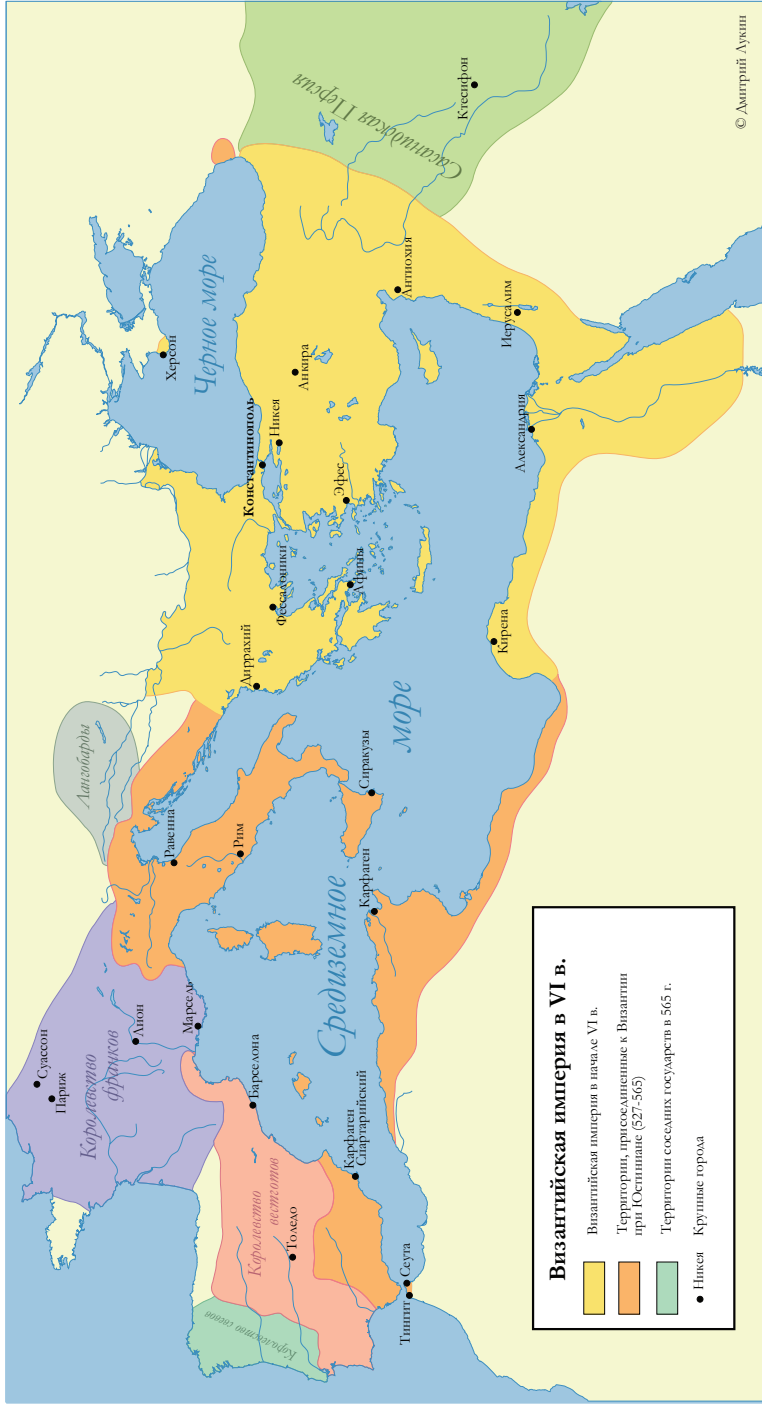 Византийская империя в VI в.
Византийская империя в начале VI в.
Территории, присоединенные к Византии
при Юстиниане (527-565)
Территории соседних государств в 565 г.
Никея
Крупные города
Суассон
Париж
Королевство
франков
Лион
Марсель
Лангобарды
Равенна
Рим
Барселона
Королевство
вестготов
Толедо
Королевство свевов
Карфаген
Спартарийский
Сеута
Тингит
Средиземное
море
Карфаген
Сиракузы
Диррахий
Фессалоники
Афины
Константинополь
Никея
Эфес
Анкира
Херсон
Черное море
Кирена
Александрия
Иерусалим
Антиохия
Сасанидская Персия
Ктесифон
© Дмитрий Лукин